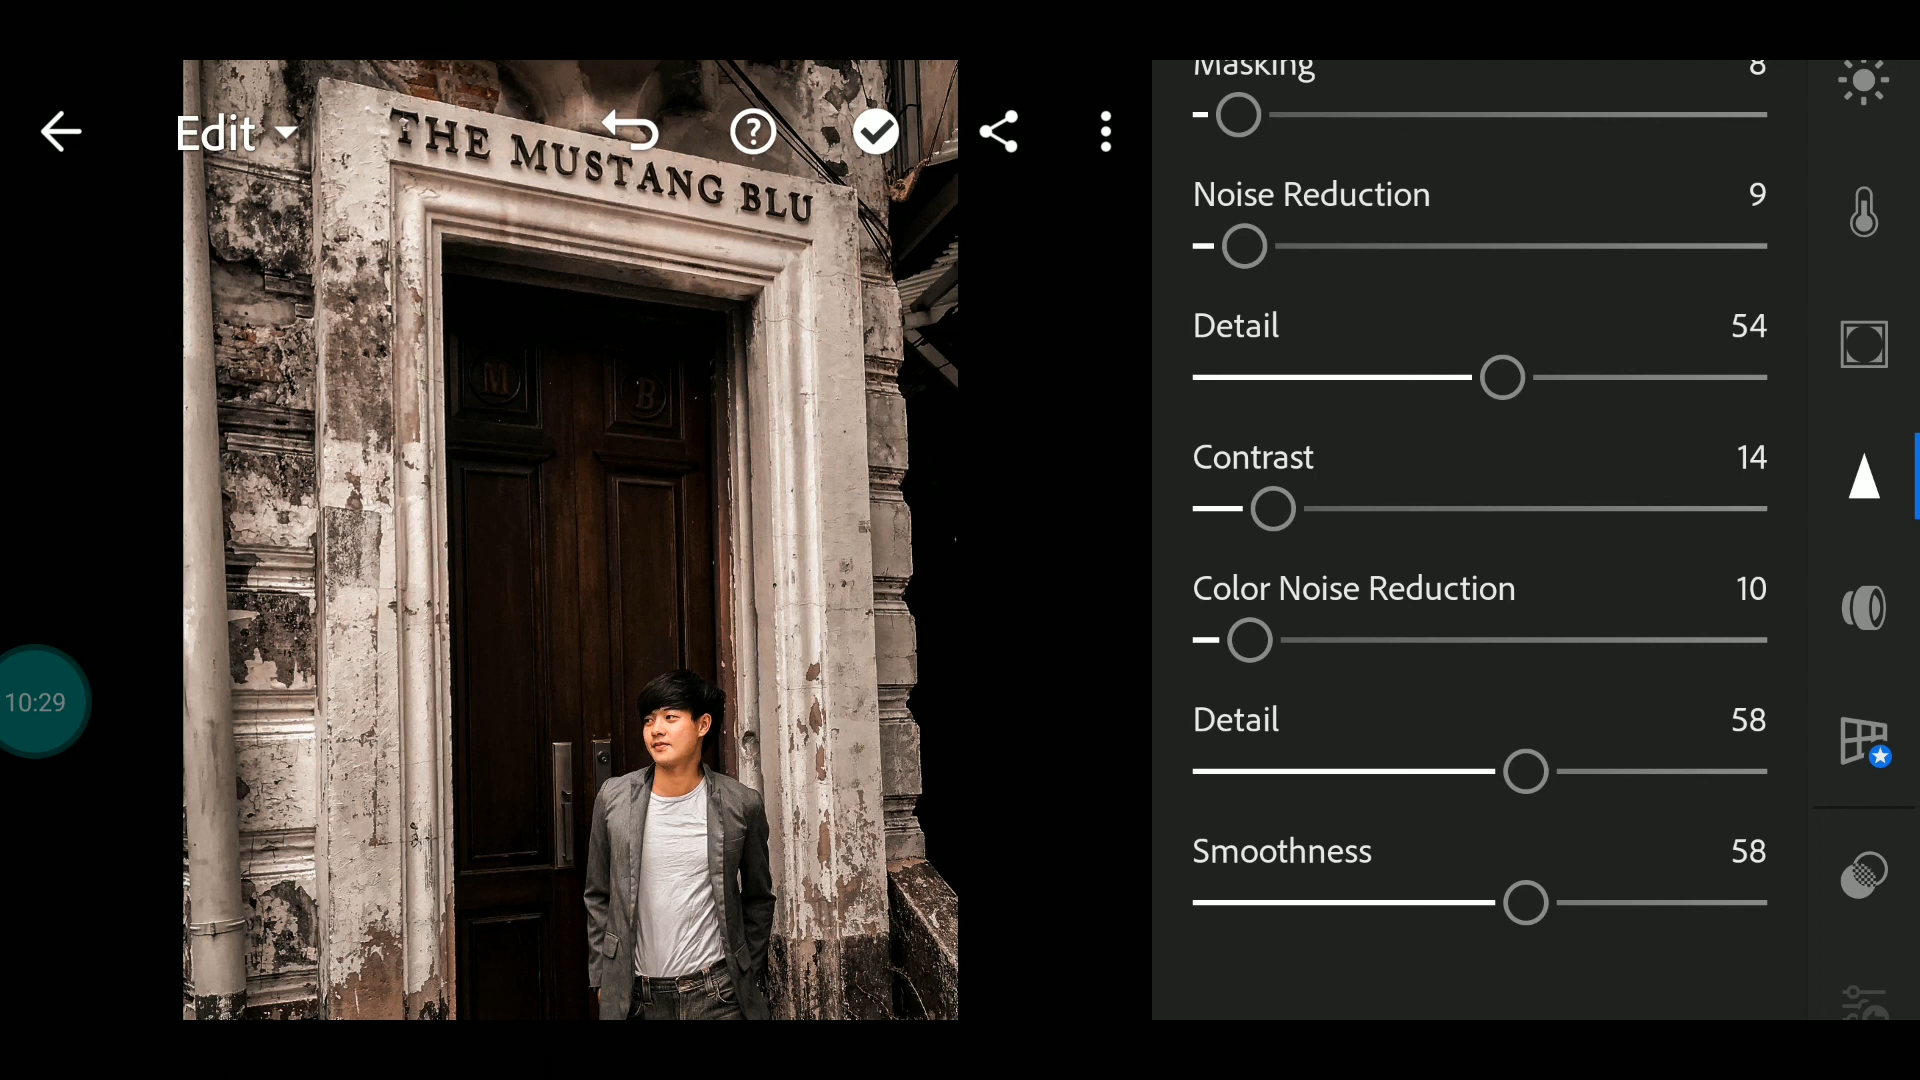 Edit
THE MUSTANG BLU
M
B
10:29
Masking 8
Noise Reduction 9
Detail 54
Contrast 14
Color Noise Reduction 10
Detail 58
Smoothness 58